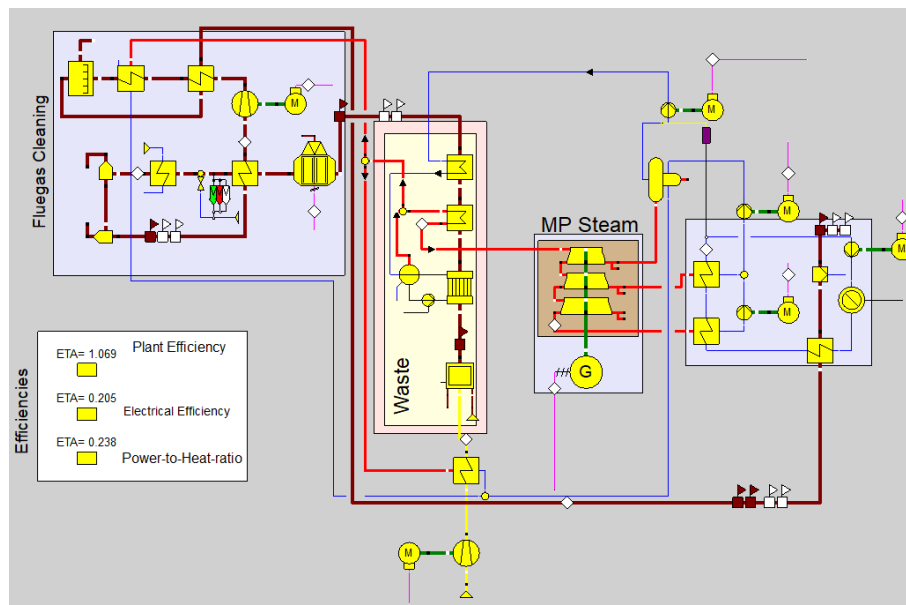 Fluegas Cleaning
M
M
M
M
M
MP Steam
G
Waste
Efficiencies
ETA= 1.069
Plant Efficiency
ETA= 0.205
Electrical Efficiency
ETA= 0.238
Power-to-Heat-ratio
M